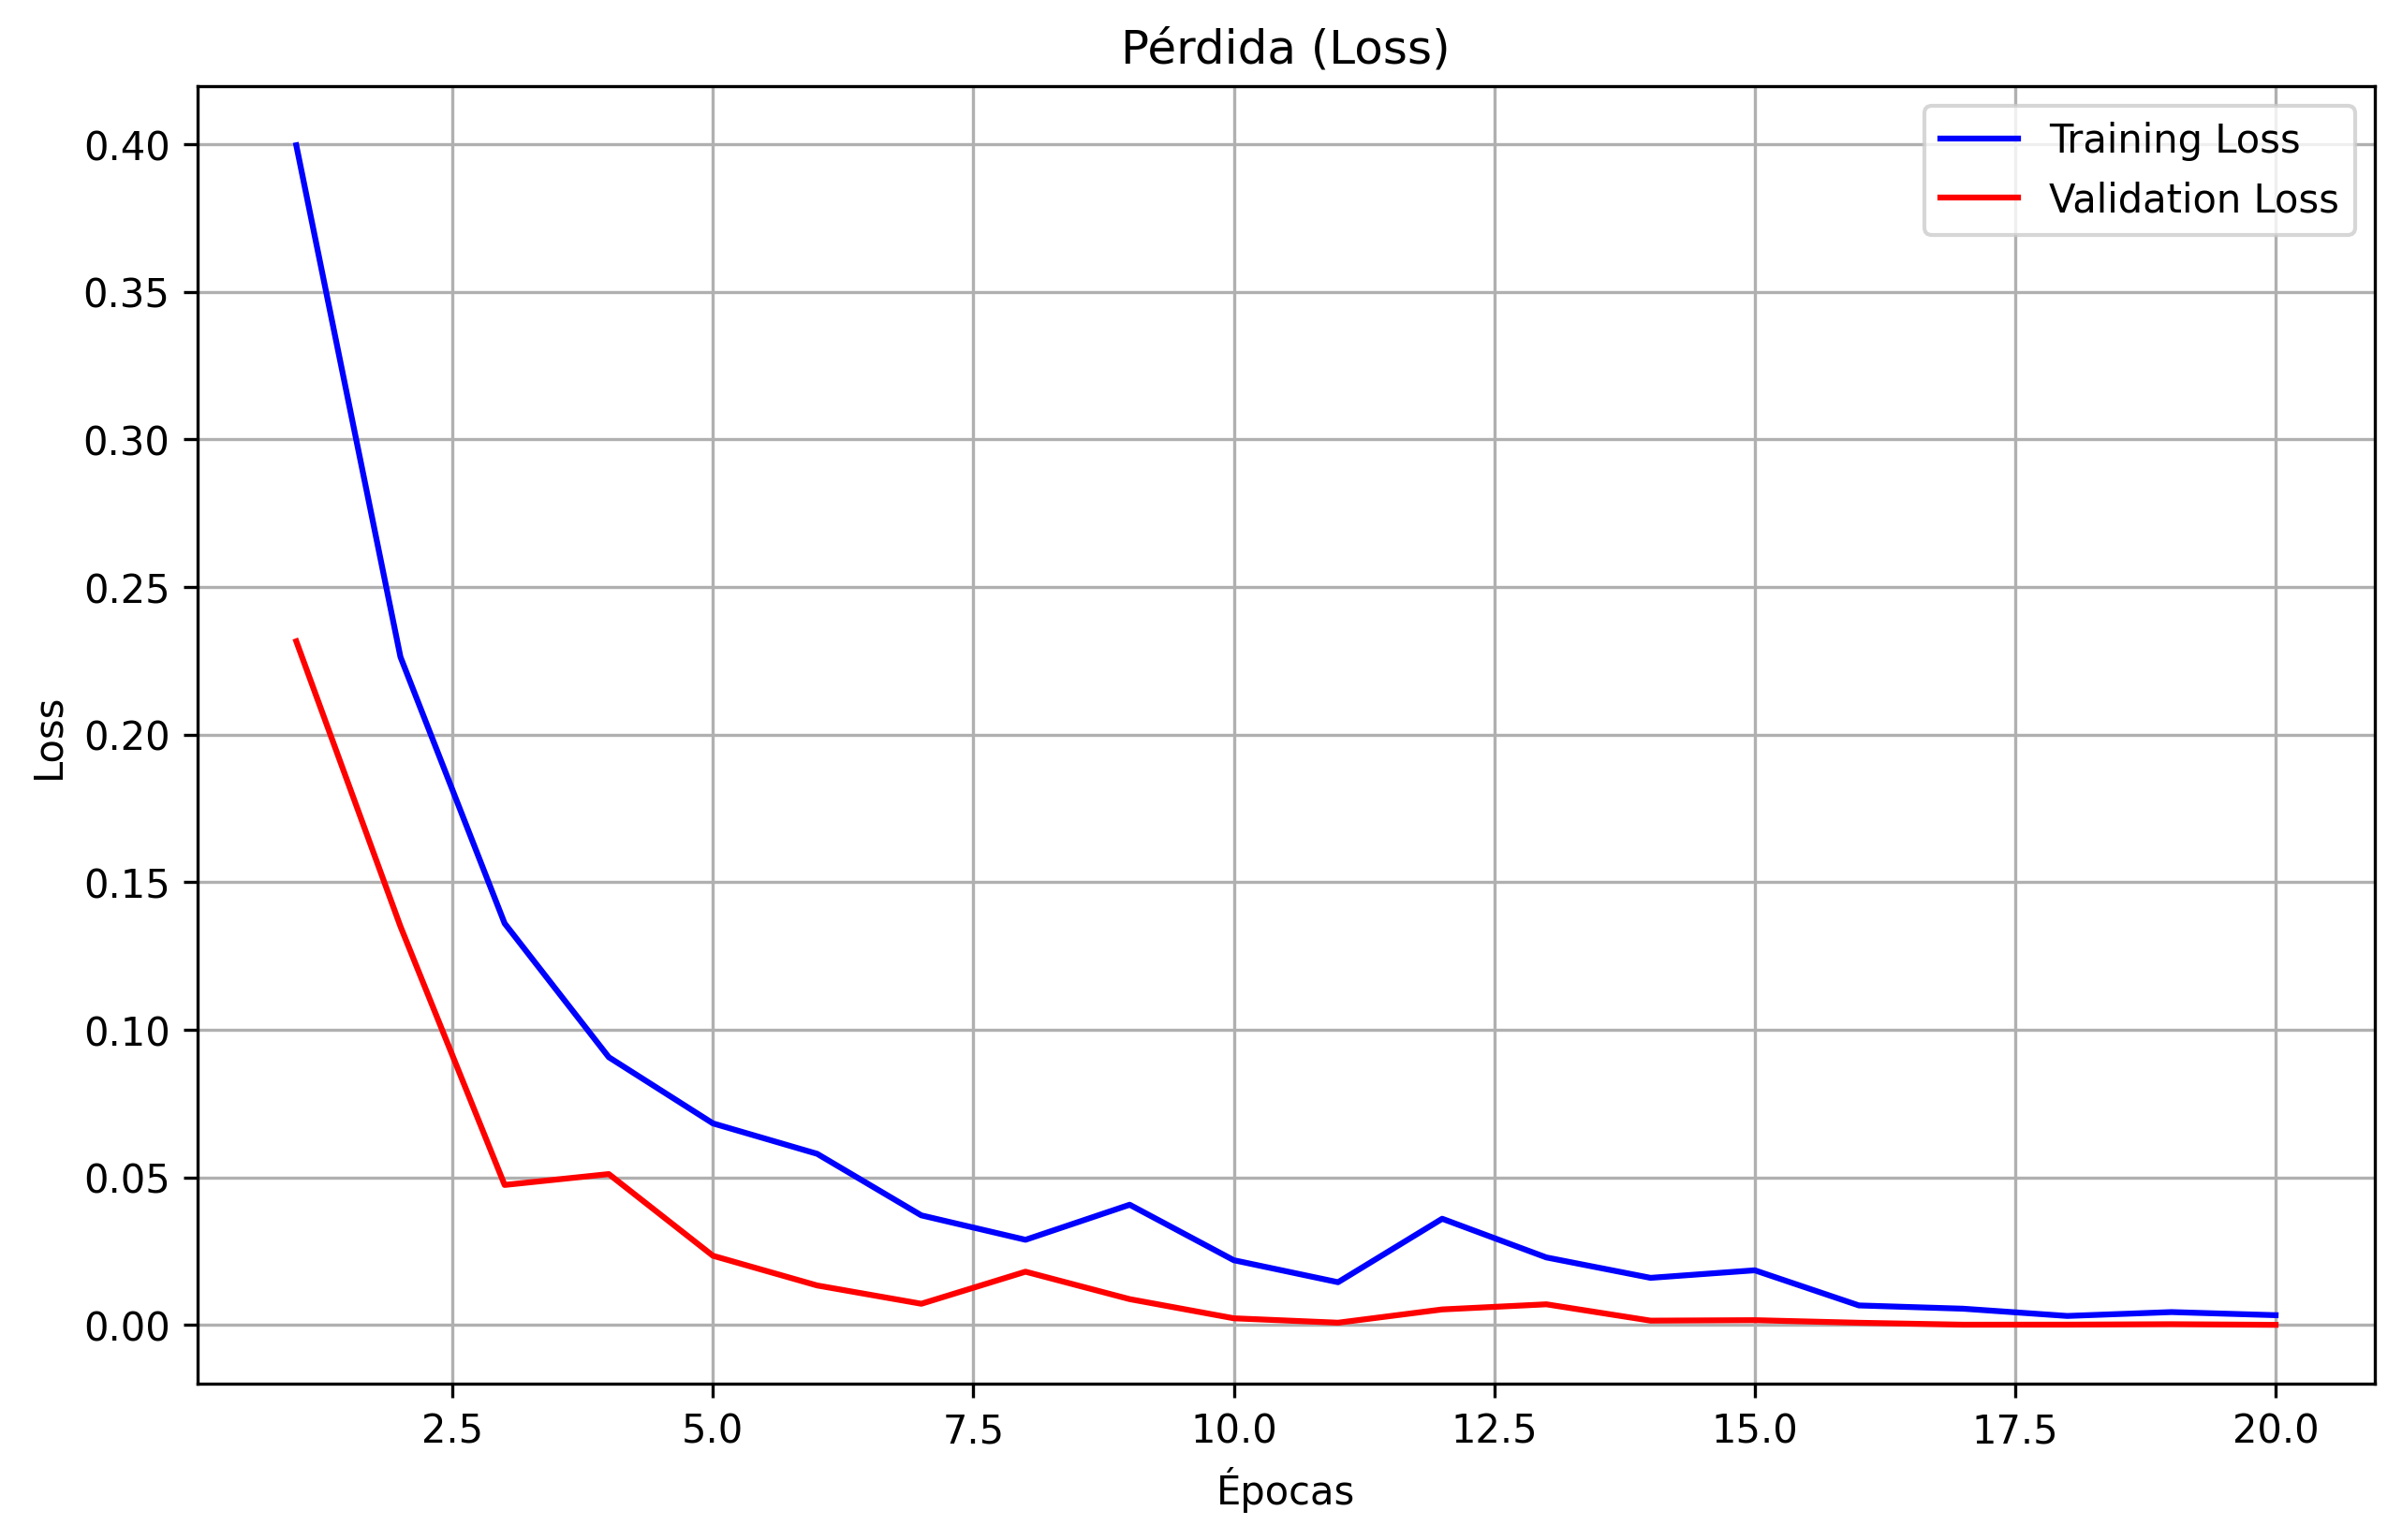 Pérdida (Loss)
Training Loss
Validation Loss
0.40
0.35
0.30
0.25
0.20
0.15
0.10
0.05
0.00
Loss
2.5 5.0 7.5 10.0 12.5 15.0 17.5 20.0
Épocas